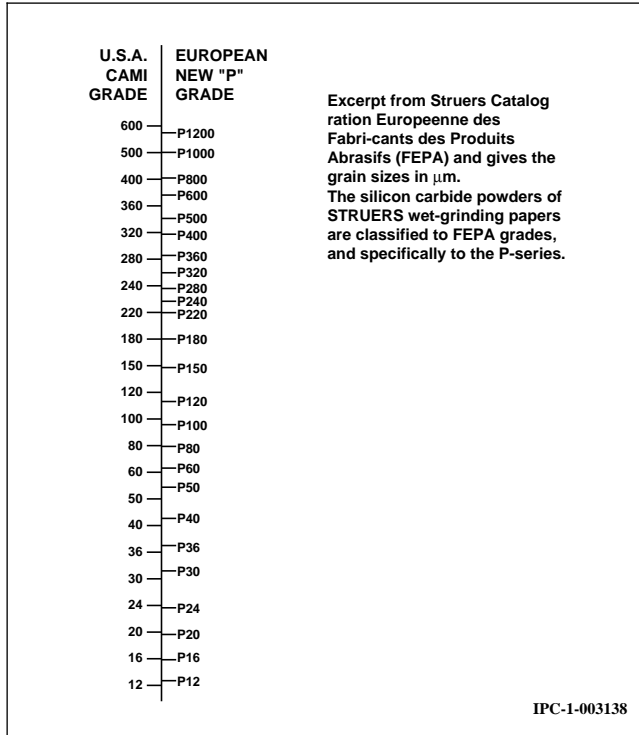 U.S.A.
CAMI
GRADE
EUROPEAN
NEW "P"
GRADE
600
500
400
360
320
280
240
220
180
150
120
100
80
60
50
40
36
30
24
20
16
12
P1200
P1000
P800
P600
P500
P400
P360
P320
P280
P240
P220
P180
P150
P120
P100
P80
P60
P50
P40
P36
P30
P24
P20
P16
P12
Excerpt from Struers Catalog
ration Europeenne des
Fabri-cants des Produits
Abrasifs (FEPA) and gives the
grain sizes in μm.
The silicon carbide powders of
STRUERS wet-grinding papers
are classified to FEPA grades,
and specifically to the P-series.
IPC-1-003138